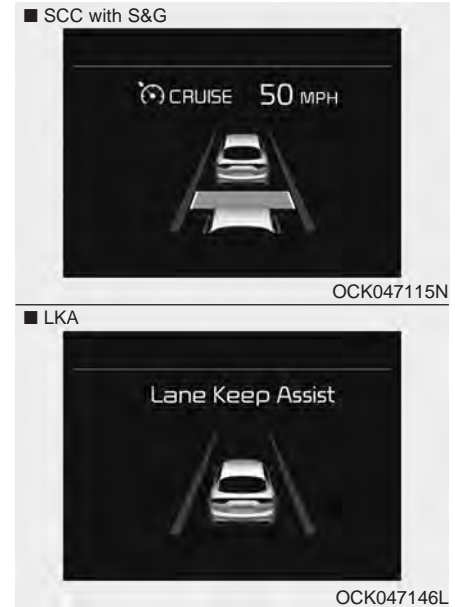 ■ SCC with S&G
CRUISE 50 MPH
OCK047115N
■ LKA
Lane Keep Assist
OCK047146L